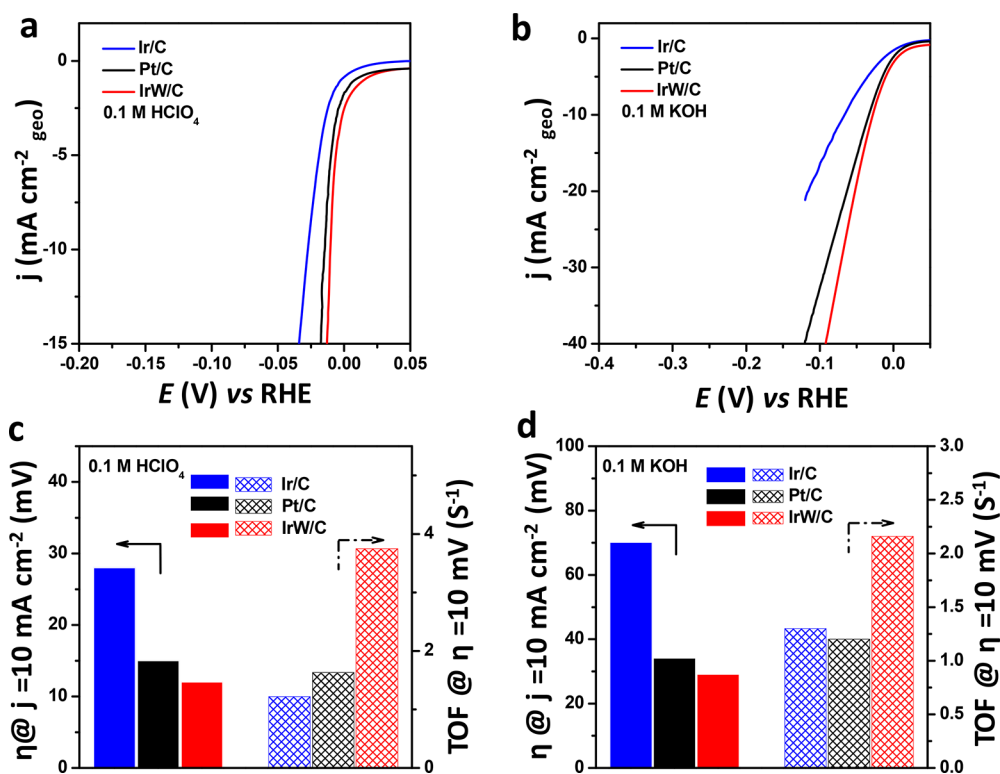 a
Ir/C
Pt/C
IrW/C
0.1 M HClO4
j (mA cm-2 geo)
0
-5
-10
-15
-0.20 -0.15 -0.10 -0.05 0.00 0.05
E (V) vs RHE
b
Ir/C
Pt/C
IrW/C
0.1 M KOH
j (mA cm-2 geo)
0
-10
-20
-30
-40
-0.4 -0.3 -0.2 -0.1 0.0
E (V) vs RHE
c
0.1 M HClO4
Ir/C
Pt/C
IrW/C
η@ j =10 mA cm-2 (mV)
40
30
20
10
0
TOF @ η =10 mV (S-1)
4
2
0
d
0.1 M KOH
Ir/C
Pt/C
IrW/C
η @ j =10 mA cm-2 (mV)
100
80
60
40
20
0
TOF @ η =10 mV (S-1)
3.0
2.5
2.0
1.5
1.0
0.5
0.0